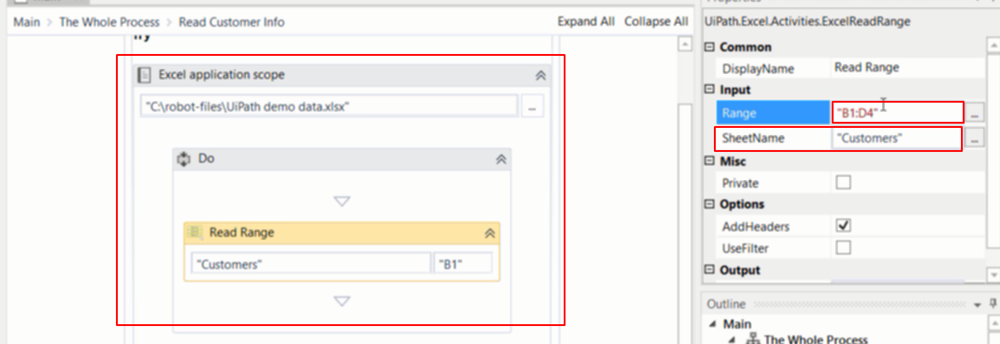 Main
Properties
Main > The Whole Process > Read Customer Info
Expand All Collapse All
Excel application scope
"C:\robot-files\UiPath demo data.xlsx"
...
Do
Read Range
"Customers" "B1"
UiPath.Excel.Activities.ExcelReadRange
Common
DisplayName Read Range
Input
Range "B1:D4" ...
SheetName "Customers" ...
Misc
Private
Options
AddHeaders
UseFilter
Output
Outline
Main
The Whole Process